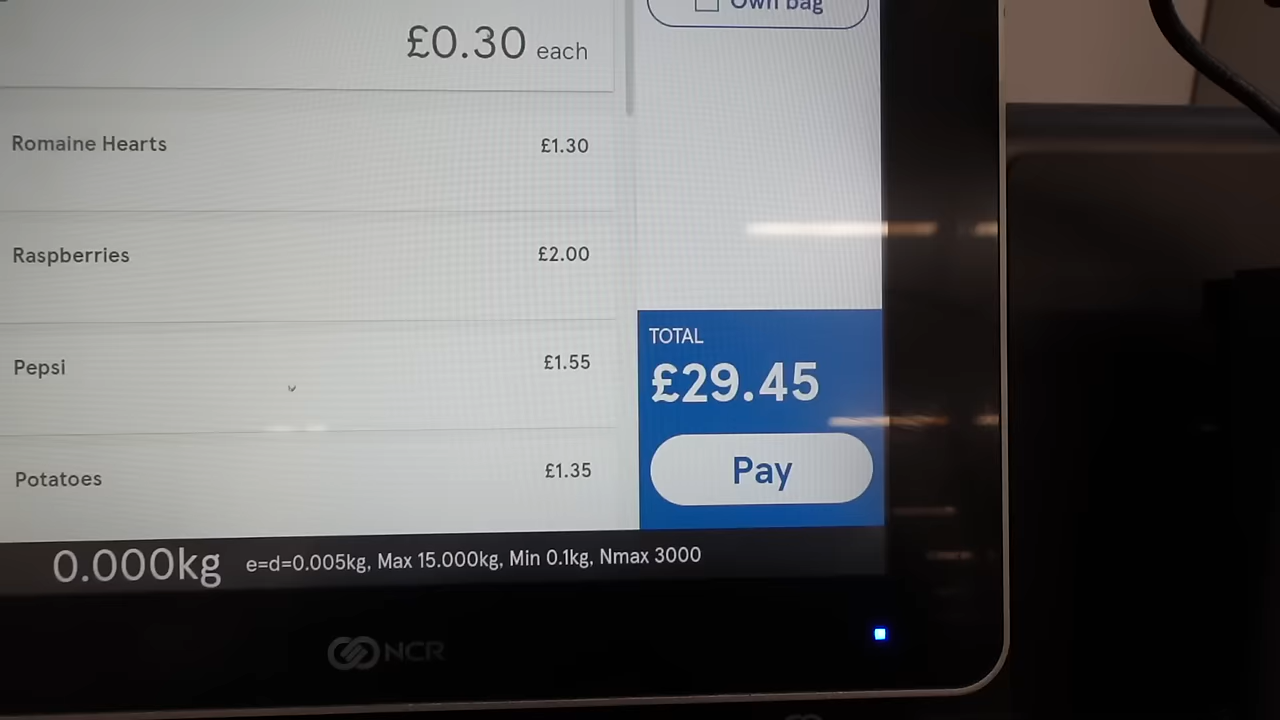 Own bag
£0.30 each
Romaine Hearts £1.30
Raspberries £2.00
Pepsi £1.55
Potatoes £1.35
TOTAL
£29.45
Pay
0.000kg e=d=0.005kg, Max 15.000kg, Min 0.1kg, Nmax 3000
NCR